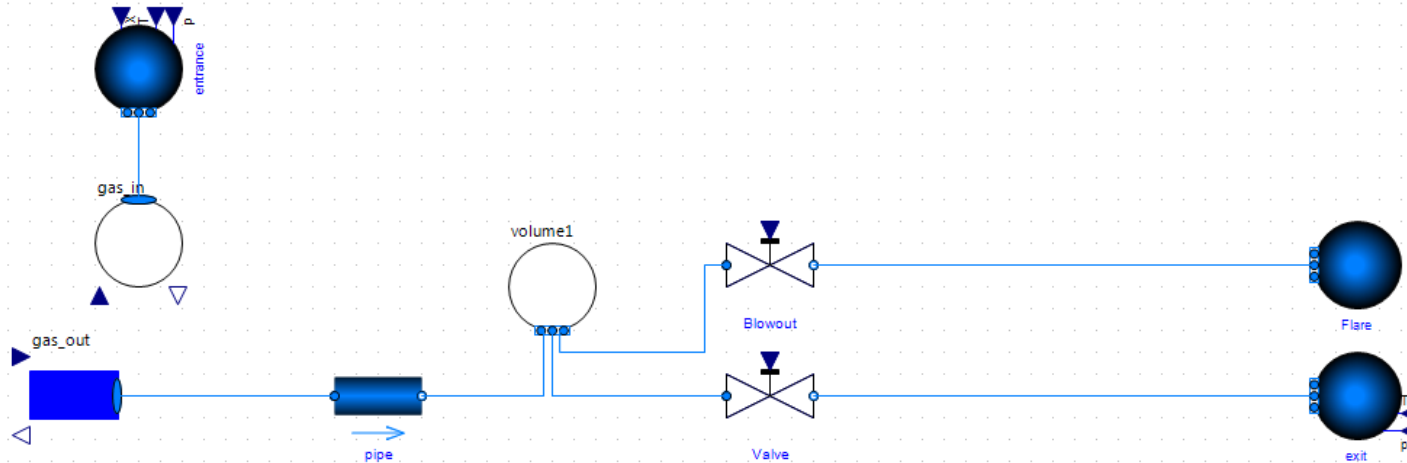 X
T
p
entrance
gas_in
volume1
gas_out
Blowout
Flare
pipe
Valve
T
p
exit